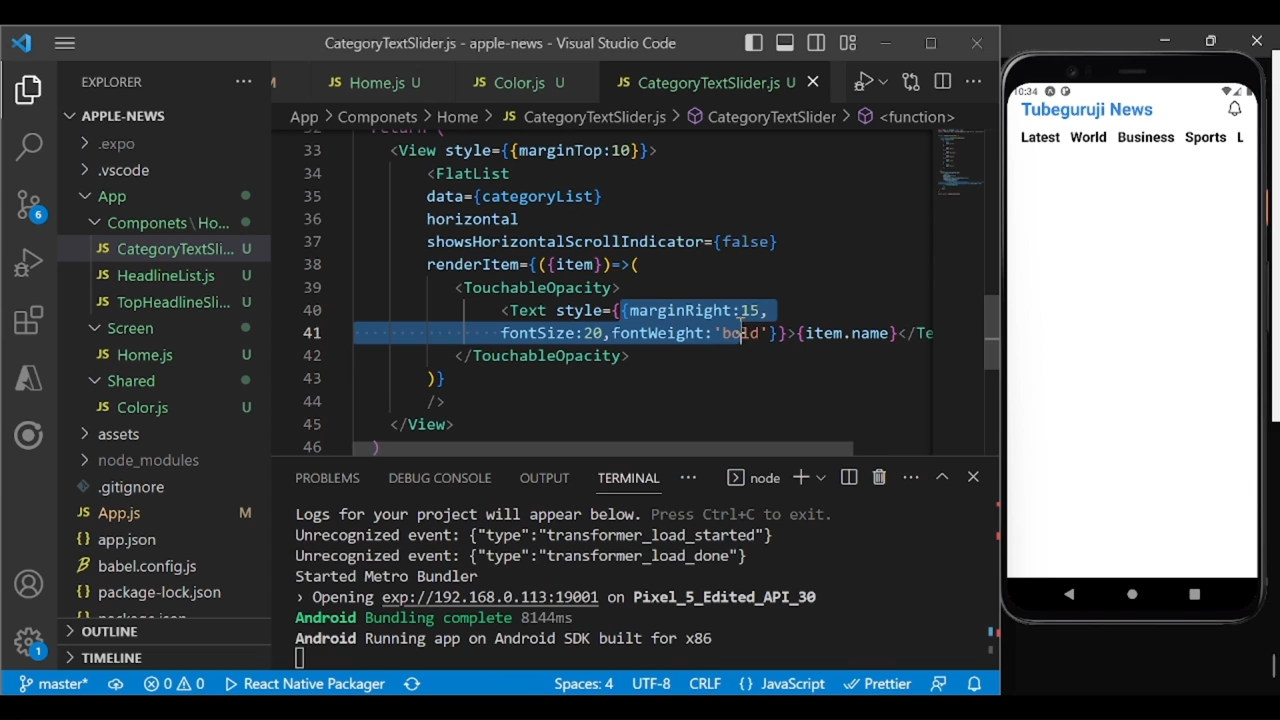 CategoryTextSlider.js - apple-news - Visual Studio Code
EXPLORER
APPLE-NEWS
.expo
.vscode
App
Componets\Ho...
CategoryTextSli... U
HeadlineList.js U
TopHeadlineSli... U
Screen
Home.js U
Shared
Color.js U
assets
node_modules
.gitignore
App.js M
app.json
babel.config.js
package-lock.json
OUTLINE
TIMELINE
6
1
Home.js U
Color.js U
CategoryTextSlider.js U
App > Componets > Home > CategoryTextSlider.js > CategoryTextSlider > <function>
33 <View style={{marginTop:10}}>
34 <FlatList
35 data={categoryList}
36 horizontal
37 showsHorizontalScrollIndicator={false}
38 renderItem={({item})=>(
39 <TouchableOpacity>
40 <Text style={{marginRight:15,
41 fontSize:20,fontWeight:'bold'}}>{item.name}</Te
42 </TouchableOpacity>
43 )}
44 />
45 </View>
46 )
PROBLEMS DEBUG CONSOLE OUTPUT TERMINAL ... node
Logs for your project will appear below. Press Ctrl+C to exit.
Unrecognized event: {"type":"transformer_load_started"}
Unrecognized event: {"type":"transformer_load_done"}
Started Metro Bundler
› Opening exp://192.168.0.113:19001 on Pixel_5_Edited_API_30
Android Bundling complete 8144ms
Android Running app on Android SDK built for x86
master* 0 0 React Native Packager Spaces: 4 UTF-8 CRLF {} JavaScript Prettier
10:34
Tubeguruji News
Latest World Business Sports L